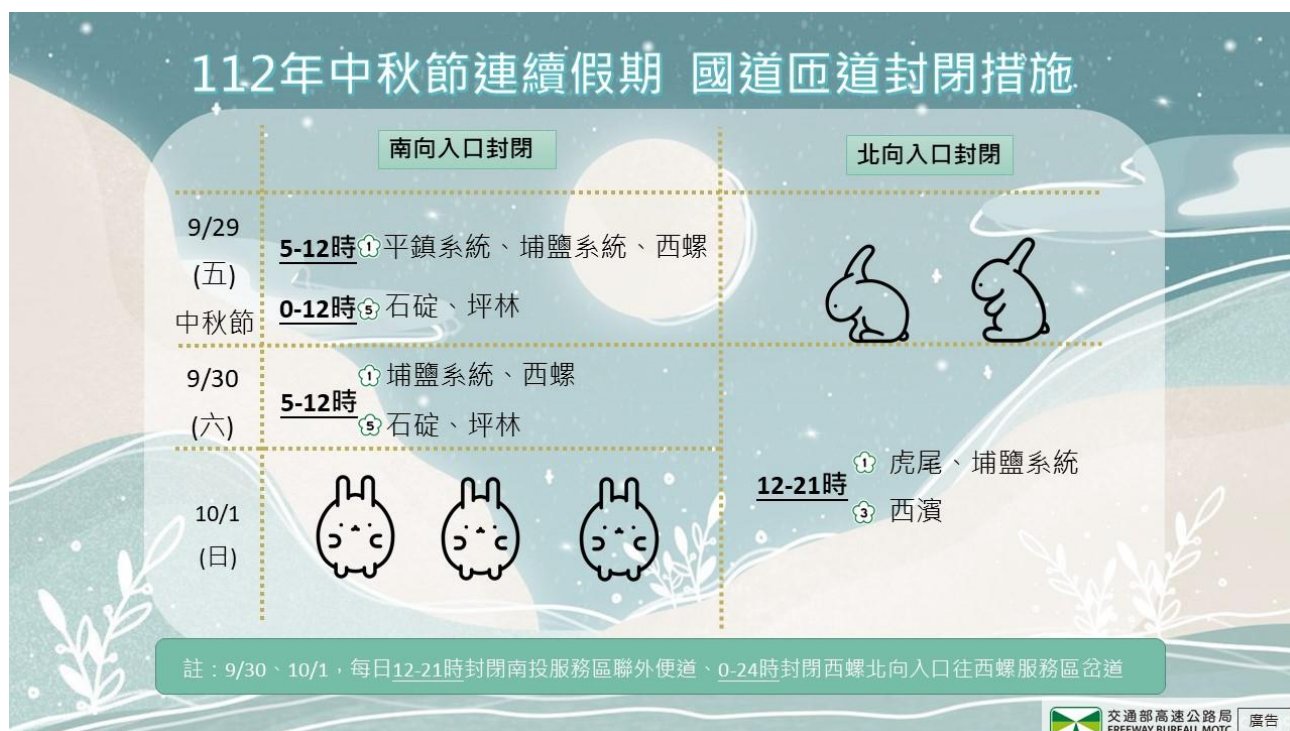 112年中秋節連續假期 國道匝道封閉措施
南向入口封閉
北向入口封閉
9/29
(五)
中秋節
5-12時 1 平鎮系統、埔鹽系統、西螺
0-12時 5 石碇、坪林
9/30
(六)
5-12時
1 埔鹽系統、西螺
5 石碇、坪林
10/1
(日)
12-21時
1 虎尾、埔鹽系統
3 西濱
註：9/30、10/1，每日12-21時封閉南投服務區聯外便道、0-24時封閉西螺北向入口往西螺服務區岔道
交通部高速公路局
FREEWAY BUREAU, MOTC
廣告